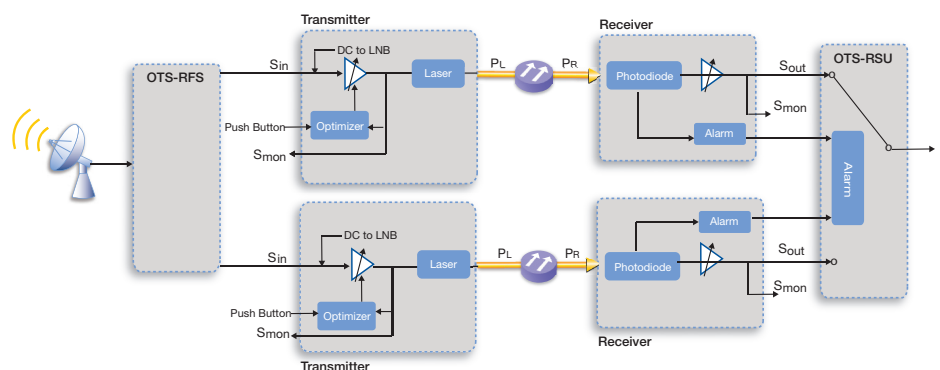 Transmitter
DC to LNB
Sin
OTS-RFS
Laser
PL
PR
Push Button
Optimizer
Smon
Receiver
Photodiode
Sout
Smon
Alarm
OTS-RSU
Alarm
DC to LNB
Sin
Laser
PL
PR
Push Button
Optimizer
Smon
Transmitter
Alarm
Photodiode
Sout
Smon
Receiver